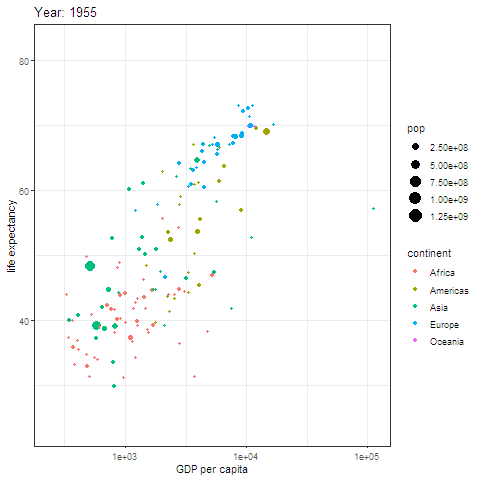 Year: 1955
80
60
40
life expectancy
1e+03
1e+04
1e+05
GDP per capita
pop
2.50e+08
5.00e+08
7.50e+08
1.00e+09
1.25e+09
continent
Africa
Americas
Asia
Europe
Oceania